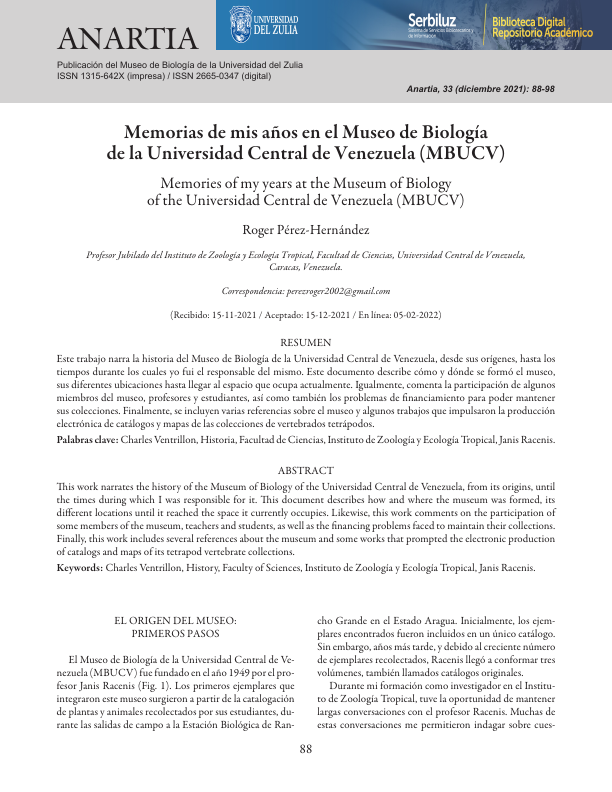 ANARTIA
UNIVERSIDAD
DEL ZULIA
Serbiluz
Sistema de Servicios Bibliotecarios y
de Información
Biblioteca Digital
Repositorio Académico
Publicación del Museo de Biología de la Universidad del Zulia
ISSN 1315-642X (impresa) / ISSN 2665-0347 (digital)
Anartia, 33 (diciembre 2021): 88-98
Memorias de mis años en el Museo de Biología
de la Universidad Central de Venezuela (MBUCV)
Memories of my years at the Museum of Biology
of the Universidad Central de Venezuela (MBUCV)
Roger Pérez-Hernández
Profesor Jubilado del Instituto de Zoología y Ecología Tropical, Facultad de Ciencias, Universidad Central de Venezuela,
Caracas, Venezuela.
Correspondencia: perezroger2002@gmail.com
(Recibido: 15-11-2021 / Aceptado: 15-12-2021 / En línea: 05-02-2022)
RESUMEN
Este trabajo narra la historia del Museo de Biología de la Universidad Central de Venezuela, desde sus orígenes, hasta los
tiempos durante los cuales yo fui el responsable del mismo. Este documento describe cómo y dónde se formó el museo,
sus diferentes ubicaciones hasta llegar al espacio que ocupa actualmente. Igualmente, comenta la participación de algunos
miembros del museo, profesores y estudiantes, así como también los problemas de financiamiento para poder mantener
sus colecciones. Finalmente, se incluyen varias referencias sobre el museo y algunos trabajos que impulsaron la producción
electrónica de catálogos y mapas de las colecciones de vertebrados tetrápodos.
Palabras clave: Charles Ventrillon, Historia, Facultad de Ciencias, Instituto de Zoología y Ecología Tropical, Janis Racenis.
ABSTRACT
This work narrates the history of the Museum of Biology of the Universidad Central de Venezuela, from its origins, until
the times during which I was responsible for it. This document describes how and where the museum was formed, its
different locations until it reached the space it currently occupies. Likewise, this work comments on the participation of
some members of the museum, teachers and students, as well as the financing problems faced to maintain their collections.
Finally, this work includes several references about the museum and some works that prompted the electronic production
of catalogs and maps of its tetrapod vertebrate collections.
Keywords: Charles Ventrillon, History, Faculty of Sciences, Instituto de Zoología y Ecología Tropical, Janis Racenis.
EL ORIGEN DEL MUSEO:
PRIMEROS PASOS
El Museo de Biología de la Universidad Central de Ve-
nezuela (MBUCV) fue fundado en el año 1949 por el pro-
fesor Janis Racenis (Fig. 1). Los primeros ejemplares que
integraron este museo surgieron a partir de la catalogación
de plantas y animales recolectados por sus estudiantes, du-
rante las salidas de campo a la Estación Biológica de Ran-
cho Grande en el Estado Aragua. Inicialmente, los ejem-
plares encontrados fueron incluidos en un único catálogo.
Sin embargo, años más tarde, y debido al creciente número
de ejemplares recolectados, Racenis llegó a conformar tres
volúmenes, también llamados catálogos originales.
Durante mi formación como investigador en el Institu-
to de Zoología Tropical, tuve la oportunidad de mantener
largas conversaciones con el profesor Racenis. Muchas de
estas conversaciones me permitieron indagar sobre cues-
88